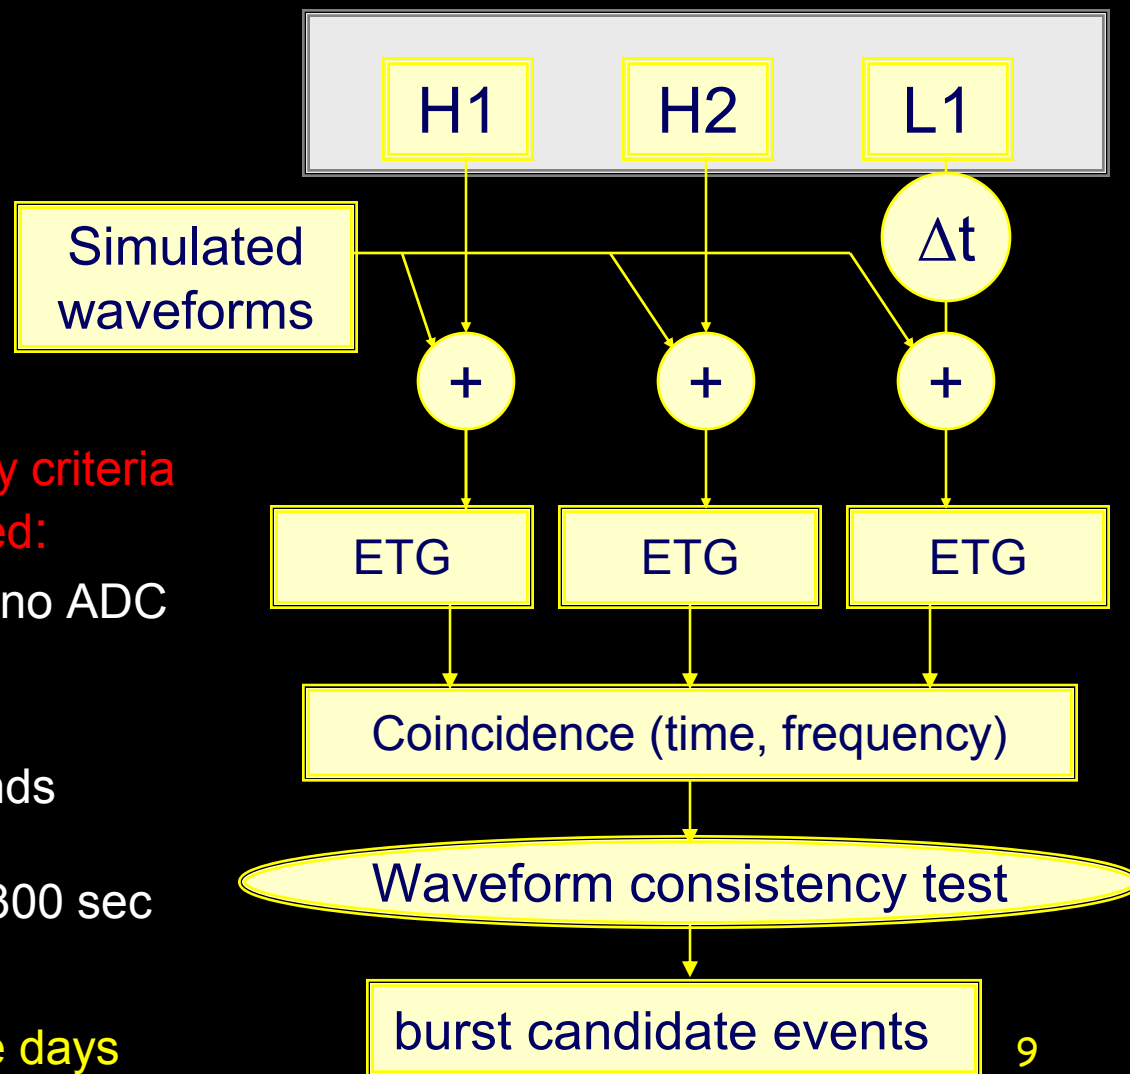 H1 H2 L1
Simulated
waveforms
Δt
+ + +
y criteria
ed:
no ADC
nds
300 sec
e days
ETG ETG ETG
Coincidence (time, frequency)
Waveform consistency test
burst candidate events
9